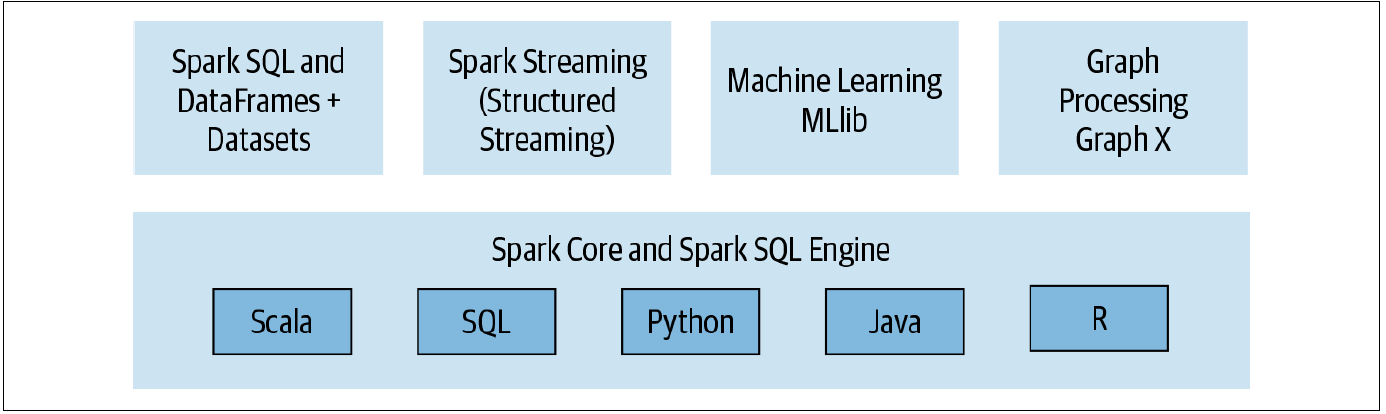 Spark SQL and
DataFrames +
Datasets
Spark Streaming
(Structured
Streaming)
Machine Learning
MLlib
Graph
Processing
Graph X
Spark Core and Spark SQL Engine
Scala
SQL
Python
Java
R